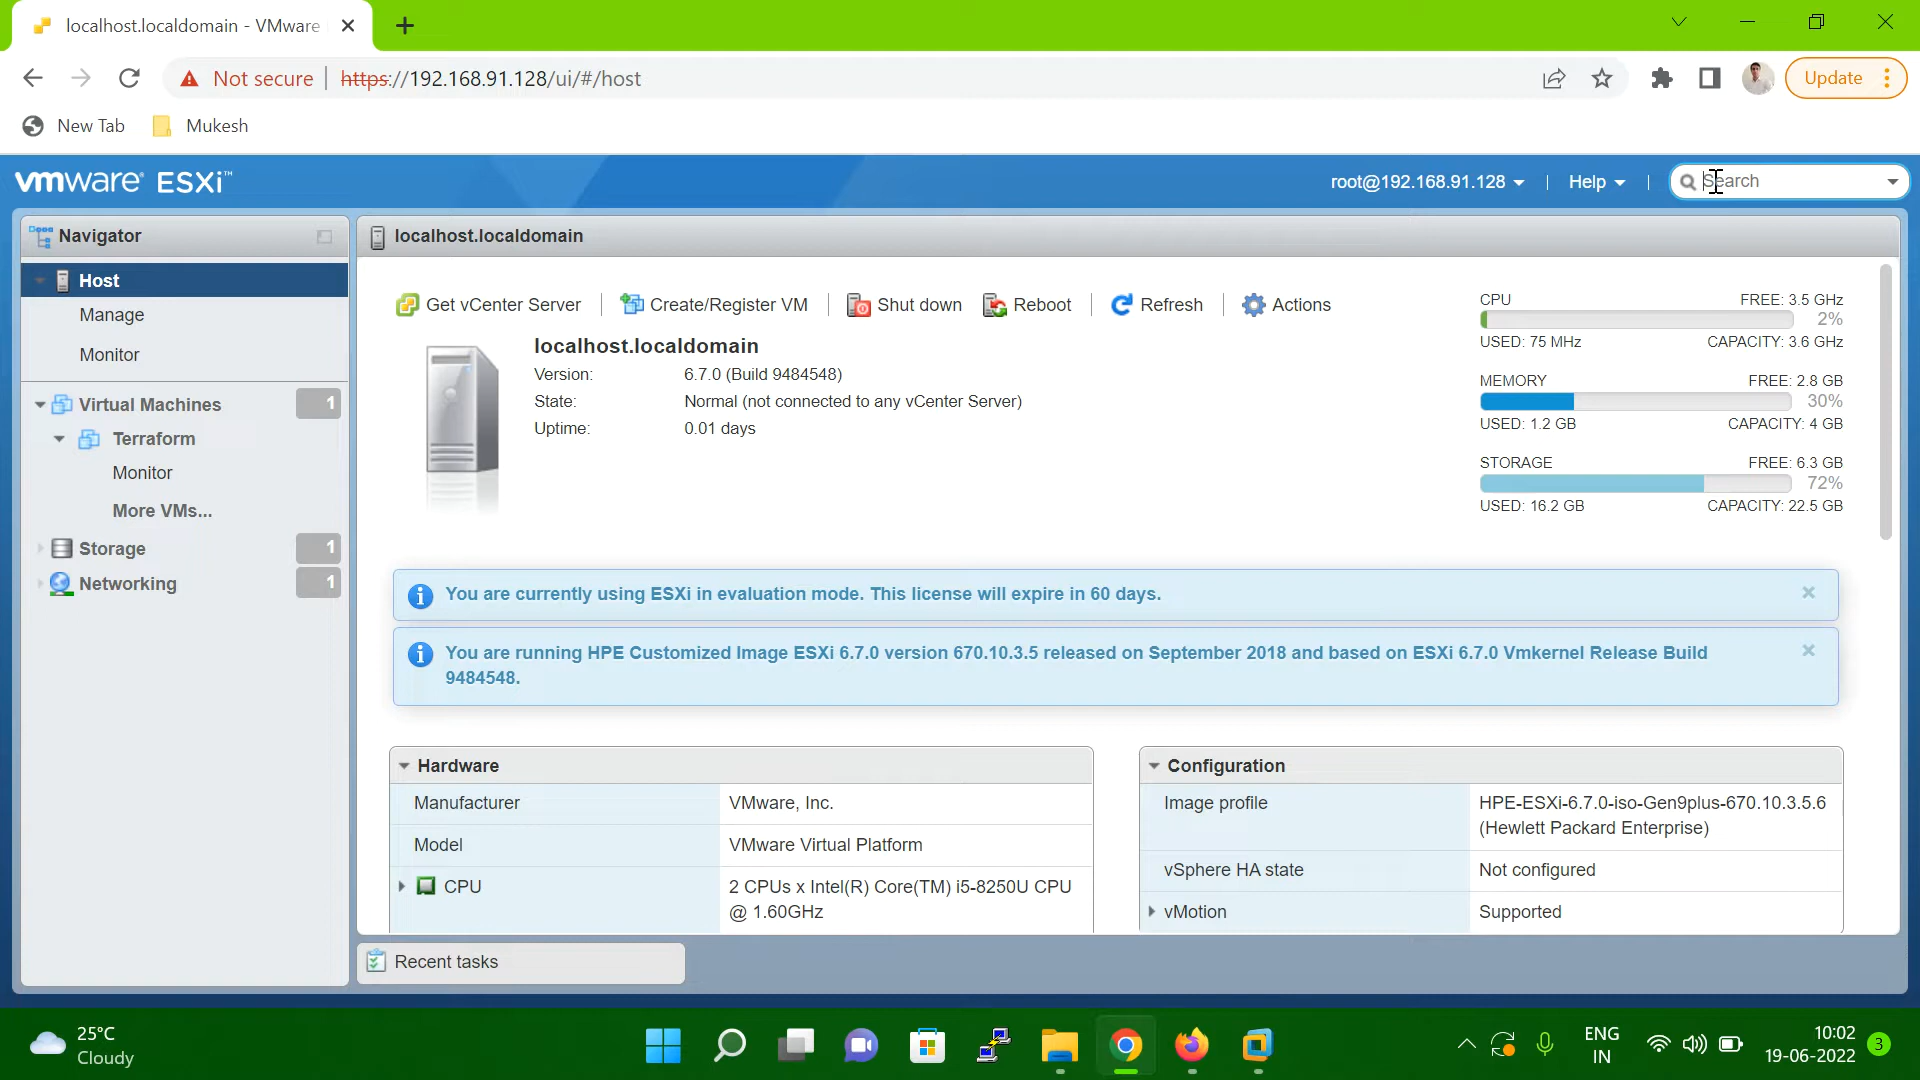 localhost.localdomain - VMware
Not secure
https://192.168.91.128/ui/#/host
Update
New Tab
Mukesh
vmware ESXi™
root@192.168.91.128
Help
Search
Navigator
Host
Manage
Monitor
Virtual Machines 1
Terraform
Monitor
More VMs...
Storage 1
Networking 1
localhost.localdomain
Get vCenter Server
Create/Register VM
Shut down
Reboot
Refresh
Actions
localhost.localdomain
Version: 6.7.0 (Build 9484548)
State: Normal (not connected to any vCenter Server)
Uptime: 0.01 days
CPU FREE: 3.5 GHz
2%
USED: 75 MHz CAPACITY: 3.6 GHz
MEMORY FREE: 2.8 GB
30%
USED: 1.2 GB CAPACITY: 4 GB
STORAGE FREE: 6.3 GB
72%
USED: 16.2 GB CAPACITY: 22.5 GB
You are currently using ESXi in evaluation mode. This license will expire in 60 days.
You are running HPE Customized Image ESXi 6.7.0 version 670.10.3.5 released on September 2018 and based on ESXi 6.7.0 Vmkernel Release Build
9484548.
Hardware
Manufacturer VMware, Inc.
Model VMware Virtual Platform
CPU 2 CPUs x Intel(R) Core(TM) i5-8250U CPU
@ 1.60GHz
Configuration
Image profile HPE-ESXi-6.7.0-iso-Gen9plus-670.10.3.5.6
(Hewlett Packard Enterprise)
vSphere HA state Not configured
vMotion Supported
Recent tasks
25°C
Cloudy
ENG
IN
10:02
19-06-2022
3